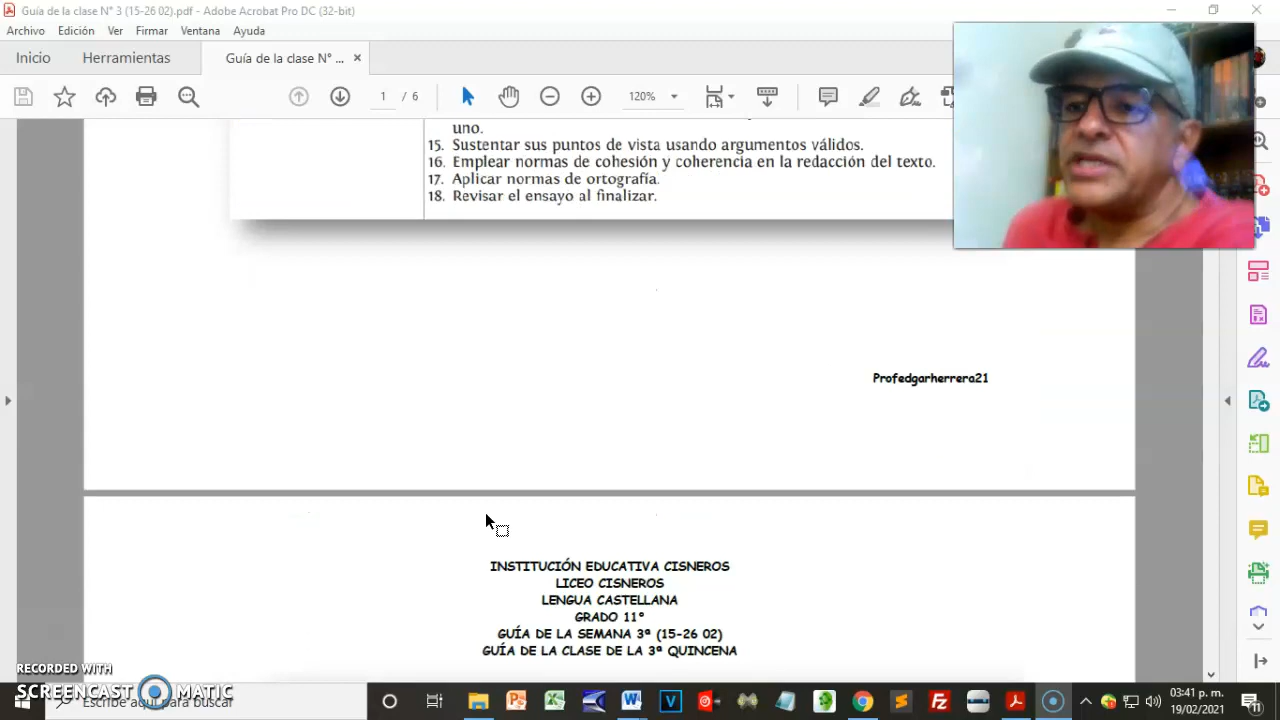 Guía de la clase N° 3 (15-26 02).pdf - Adobe Acrobat Pro DC (32-bit)
Archivo Edición Ver Firmar Ventana Ayuda
Inicio Herramientas Guía de la clase N° ...
1 / 6 120%
uno.
15. Sustentar sus puntos de vista usando argumentos válidos.
16. Emplear normas de cohesión y coherencia en la redacción del texto.
17. Aplicar normas de ortografía.
18. Revisar el ensayo al finalizar.
Profedgarherrera21
INSTITUCIÓN EDUCATIVA CISNEROS
LICEO CISNEROS
LENGUA CASTELLANA
GRADO 11°
GUÍA DE LA SEMANA 3ª (15-26 02)
GUÍA DE LA CLASE DE LA 3ª QUINCENA
RECORDED WITH
SCREENCAST MATIC
Escribe aquí para buscar
03:41 p. m.
19/02/2021
11